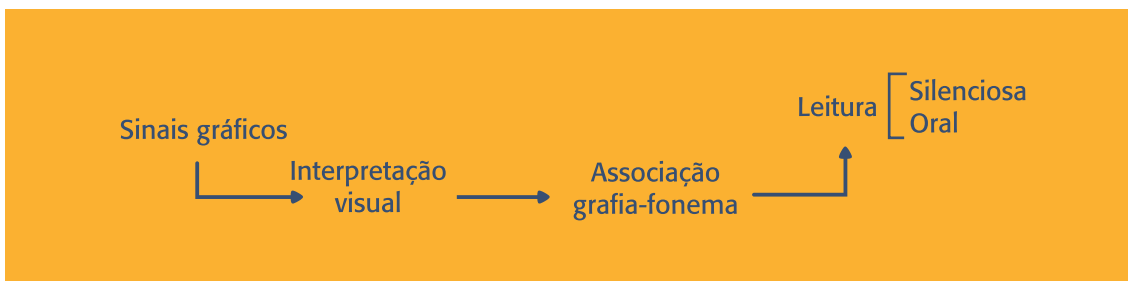 Sinais gráficos
Interpretação
visual
Associação
grafia-fonema
Leitura
Silenciosa
Oral